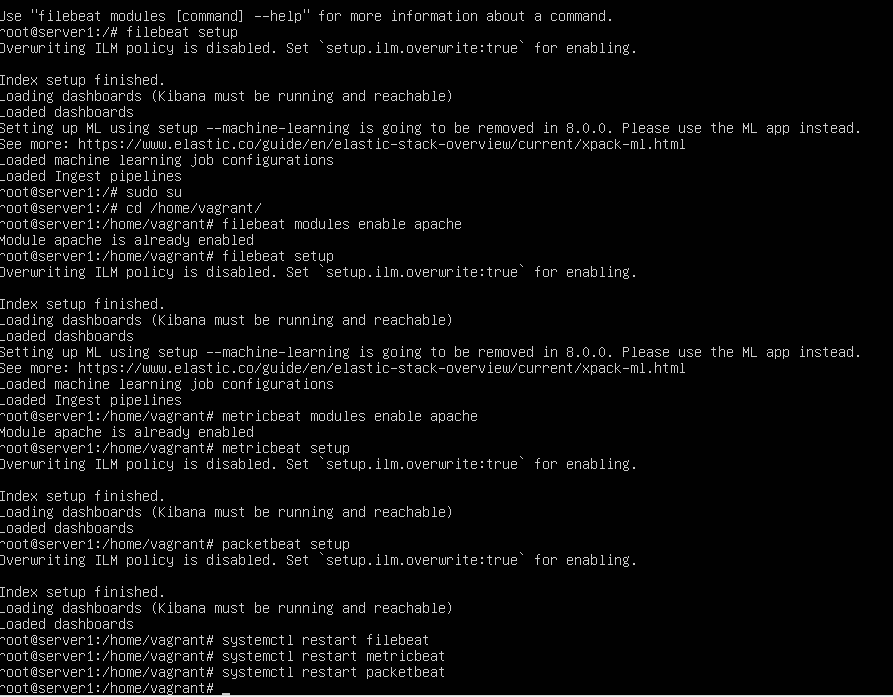 Use "filebeat modules [command] --help" for more information about a command.
root@server1:/# filebeat setup
Overwriting ILM policy is disabled. Set `setup.ilm.overwrite:true` for enabling.
Index setup finished.
Loading dashboards (Kibana must be running and reachable)
Loaded dashboards
Setting up ML using setup --machine-learning is going to be removed in 8.0.0. Please use the ML app instead.
See more: https://www.elastic.co/guide/en/elastic-stack-overview/current/xpack-ml.html
Loaded machine learning job configurations
Loaded Ingest pipelines
root@server1:/# sudo su
root@server1:/# cd /home/vagrant/
root@server1:/home/vagrant# filebeat modules enable apache
Module apache is already enabled
root@server1:/home/vagrant# filebeat setup
Overwriting ILM policy is disabled. Set `setup.ilm.overwrite:true` for enabling.
Index setup finished.
Loading dashboards (Kibana must be running and reachable)
Loaded dashboards
Setting up ML using setup --machine-learning is going to be removed in 8.0.0. Please use the ML app instead.
See more: https://www.elastic.co/guide/en/elastic-stack-overview/current/xpack-ml.html
Loaded machine learning job configurations
Loaded Ingest pipelines
root@server1:/home/vagrant# metricbeat modules enable apache
Module apache is already enabled
root@server1:/home/vagrant# metricbeat setup
Overwriting ILM policy is disabled. Set `setup.ilm.overwrite:true` for enabling.
Index setup finished.
Loading dashboards (Kibana must be running and reachable)
Loaded dashboards
root@server1:/home/vagrant# packetbeat setup
Overwriting ILM policy is disabled. Set `setup.ilm.overwrite:true` for enabling.
Index setup finished.
Loading dashboards (Kibana must be running and reachable)
Loaded dashboards
root@server1:/home/vagrant# systemctl restart filebeat
root@server1:/home/vagrant# systemctl restart metricbeat
root@server1:/home/vagrant# systemctl restart packetbeat
root@server1:/home/vagrant# _